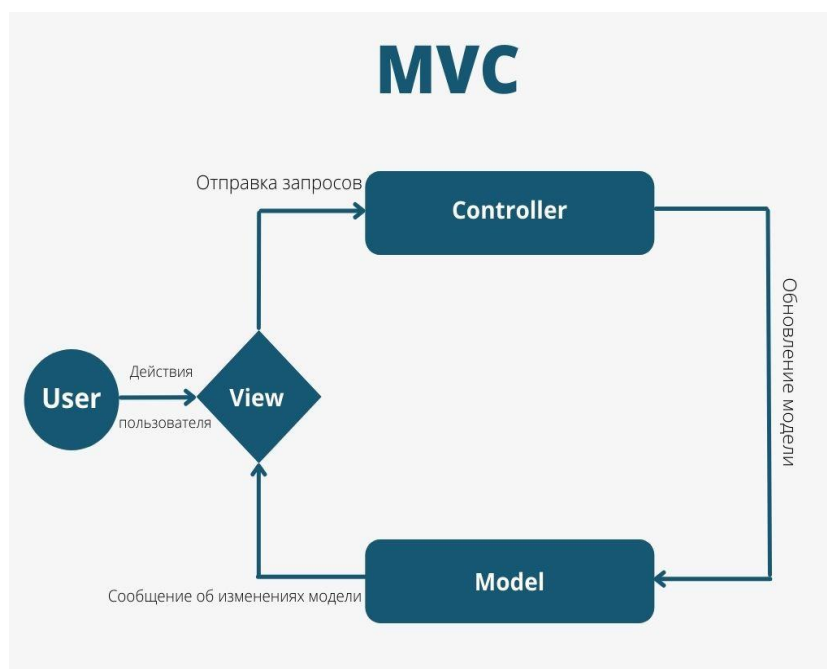 MVC
Отправка запросов
Controller
Обновление модели
Действия
пользователя
User
View
Model
Сообщение об изменениях модели